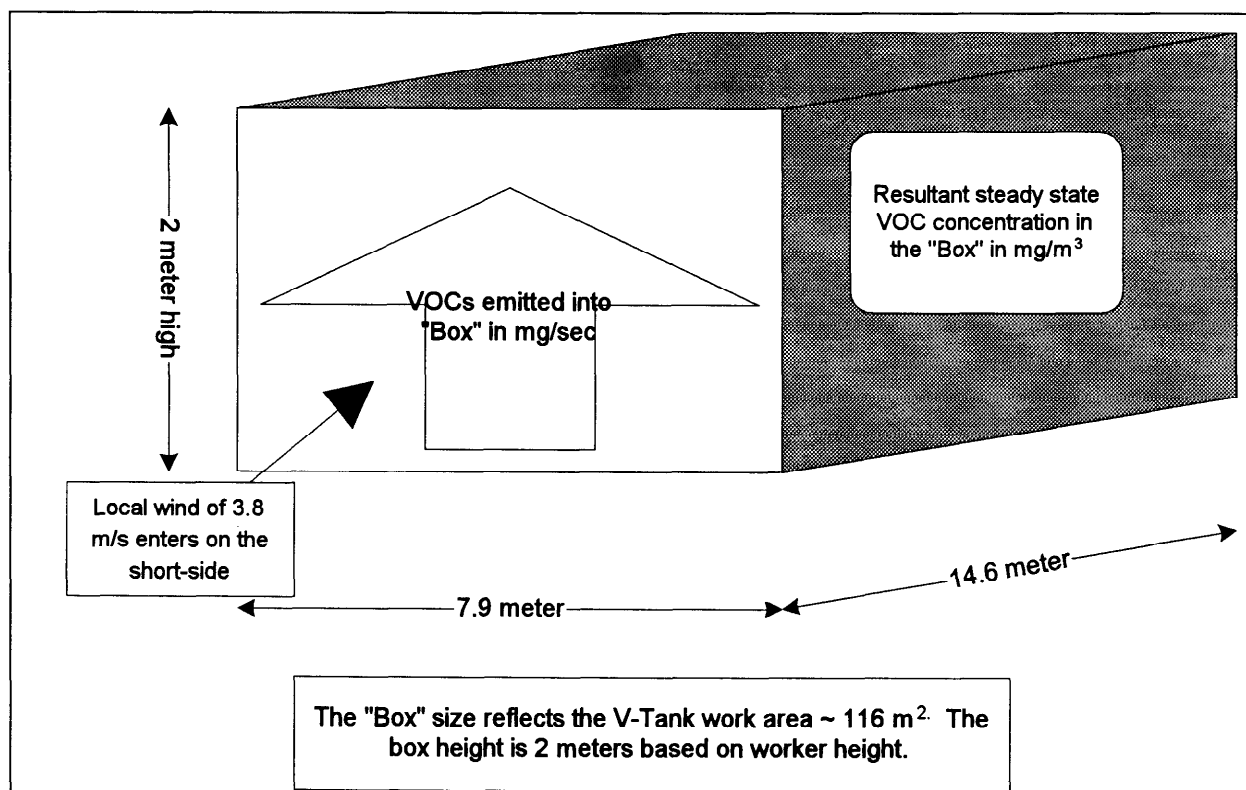 2 meter high
VOCs emitted into
"Box" in mg/sec
Resultant steady state
VOC concentration in
the "Box" in mg/m³
Local wind of 3.8
m/s enters on the
short-side
7.9 meter
14.6 meter
The "Box" size reflects the V-Tank work area ~ 116 m². The
box height is 2 meters based on worker height.